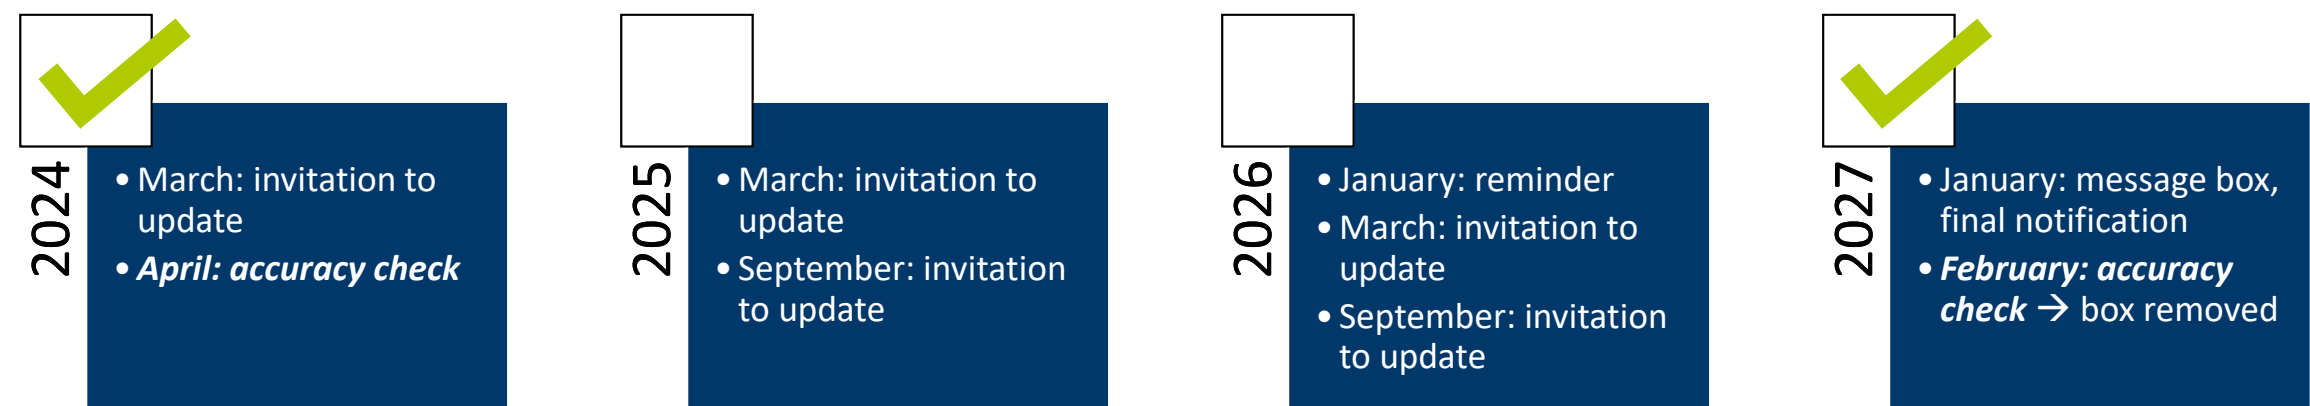 2024
• March: invitation to
update
• April: accuracy check
2025
• March: invitation to
update
• September: invitation
to update
2026
• January: reminder
• March: invitation to
update
• September: invitation
to update
2027
• January: message box,
final notification
• February: accuracy
check → box removed